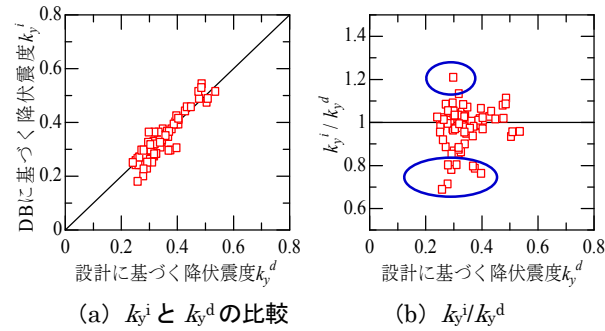 0.8
0.6
0.4
0.2
0
0 0.2 0.4 0.6 0.8
DBに基づく降伏震度k_y^i
設計に基づく降伏震度k_y^d
(a) k_y^i と k_y^d の比較
1.4
1.2
1
0.8
0.6
0.5
0 0.2 0.4 0.6 0.8
k_y^i / k_y^d
設計に基づく降伏震度k_y^d
(b) k_y^i/k_y^d